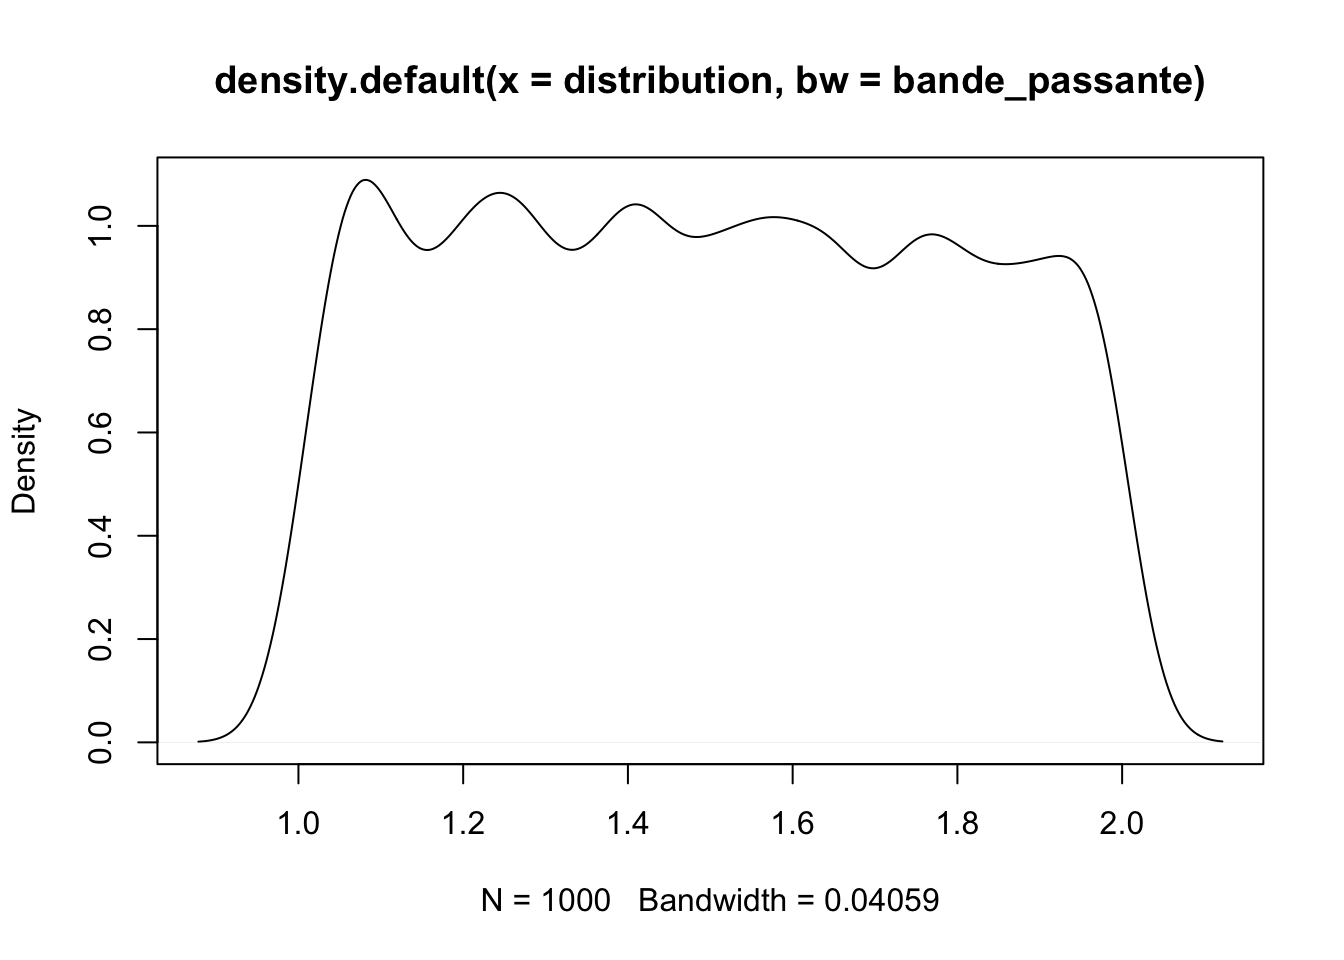 density.default(x = distribution, bw = bande_passante)
Density
0.0
0.2
0.4
0.6
0.8
1.0
1.0 1.2 1.4 1.6 1.8 2.0
N = 1000 Bandwidth = 0.04059